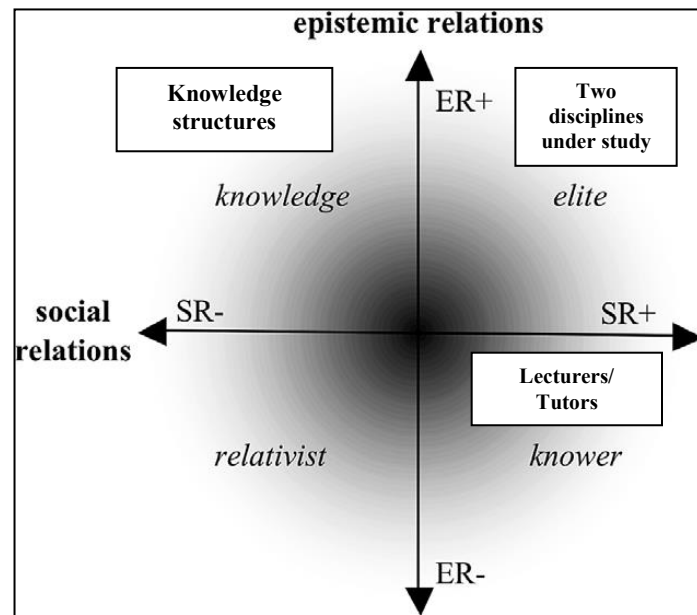 epistemic relations
Knowledge
structures
ER+
Two
disciplines
under study
knowledge
elite
social
relations
SR-
SR+
Lecturers/
Tutors
relativist
knower
ER-